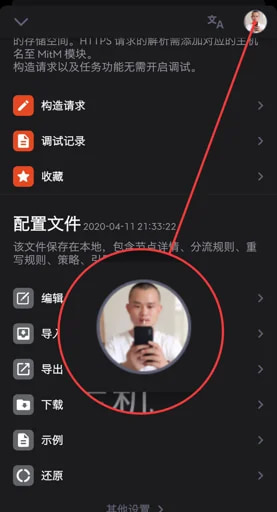 的存储空间。HTTPS 请求的解析需添加对应的主机
名至 MitM 模块。
构造请求以及任务功能无需开启调试。
构造请求
调试记录
收藏
配置文件 2020-04-11 21:33:22
该文件保存在本地，包含节点详情、分流规则、重
写规则、策略、引
编辑
导入
导出
下载
示例
还原
其他设置